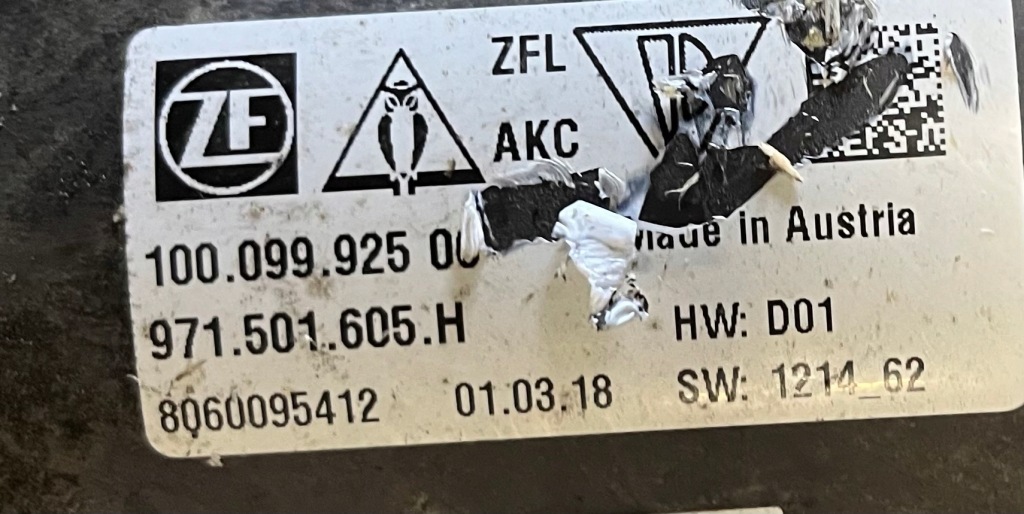 ZF
ZFL
AKC
100.099.925
Made in Austria
971.501.605.H
HW: D01
8060095412
01.03.18
SW: 1214_62